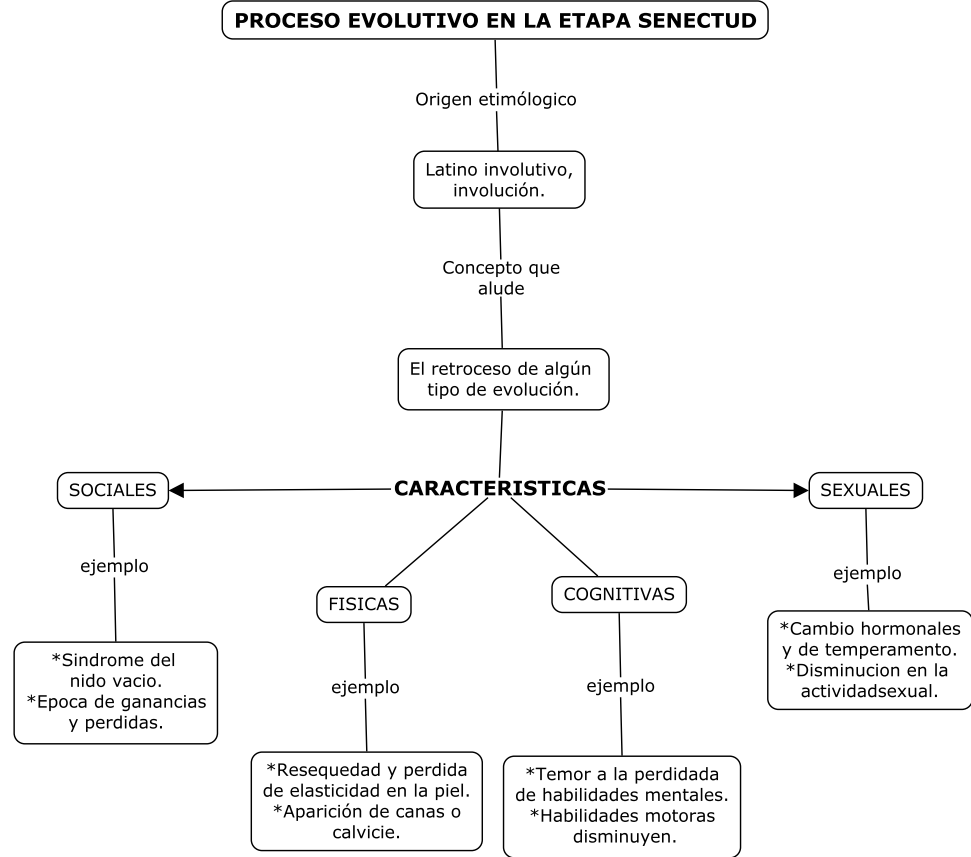 PROCESO EVOLUTIVO EN LA ETAPA SENECTUD
Origen etimólogico
Latino involutivo,
involución.
Concepto que
alude
El retroceso de algún
tipo de evolución.
CARACTERISTICAS
SOCIALES
ejemplo
*Sindrome del
nido vacio.
*Epoca de ganancias
y perdidas.
FISICAS
ejemplo
*Resequedad y perdida
de elasticidad en la piel.
*Aparición de canas o
calvicie.
COGNITIVAS
ejemplo
*Temor a la perdidada
de habilidades mentales.
*Habilidades motoras
disminuyen.
SEXUALES
ejemplo
*Cambio hormonales
y de temperamento.
*Disminucion en la
actividadsexual.